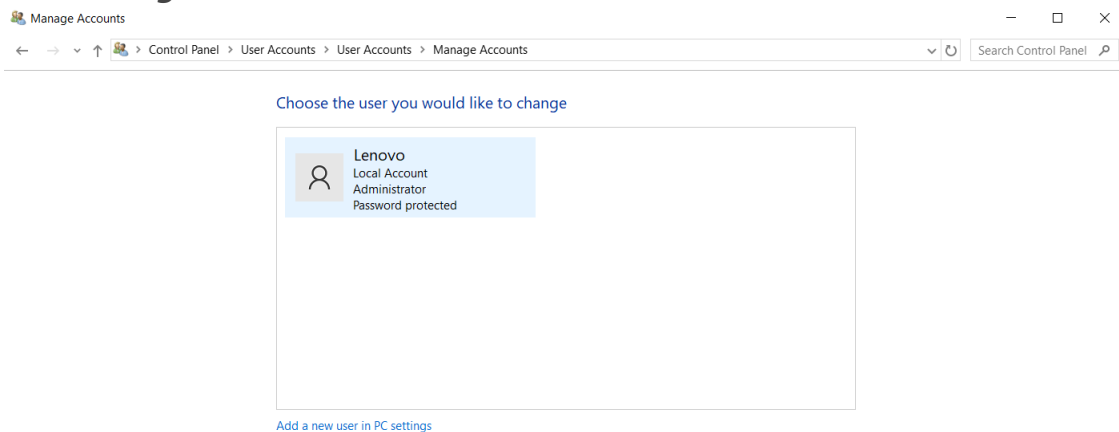 Manage Accounts
Control Panel > User Accounts > User Accounts > Manage Accounts
Search Control Panel
Choose the user you would like to change
Lenovo
Local Account
Administrator
Password protected
Add a new user in PC settings